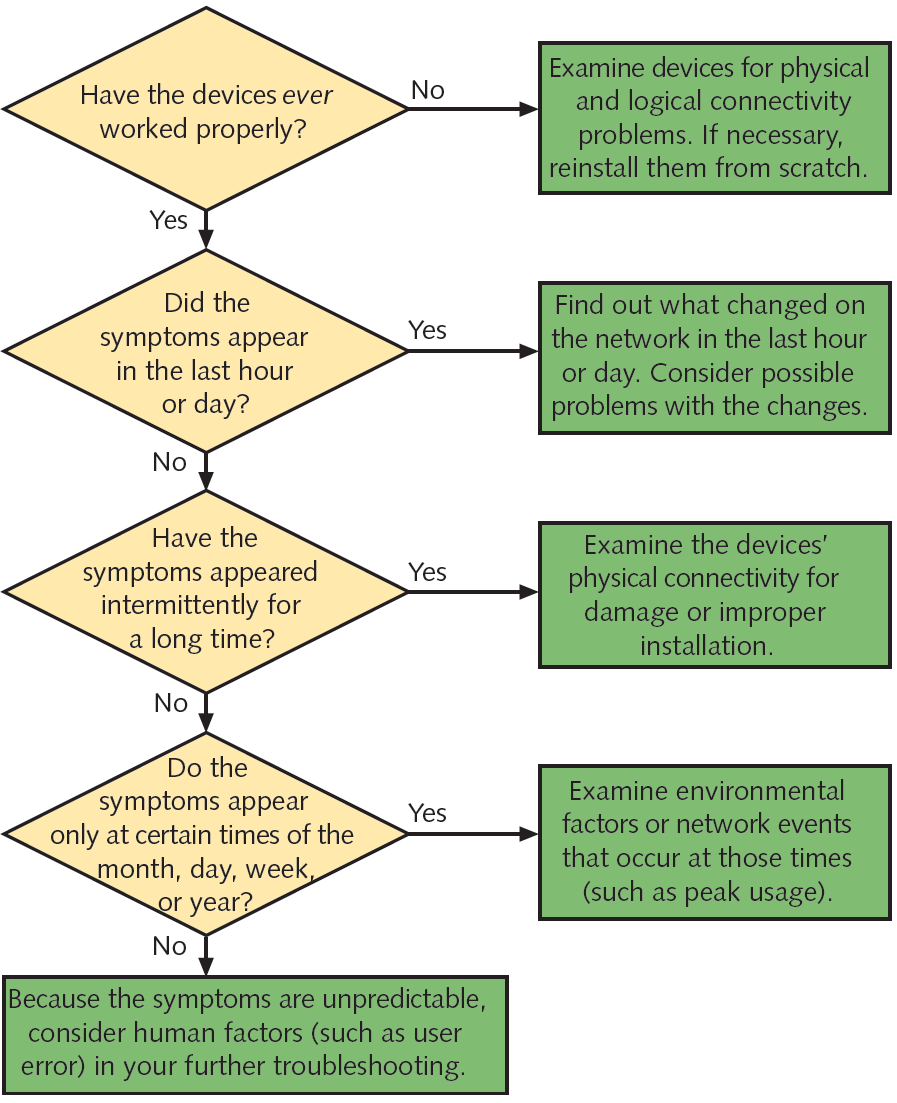 Have the devices ever
worked properly?
No
Examine devices for physical
and logical connectivity
problems. If necessary,
reinstall them from scratch.
Yes
Did the
symptoms appear
in the last hour
or day?
Yes
Find out what changed on
the network in the last hour
or day. Consider possible
problems with the changes.
No
Have the
symptoms appeared
intermittently for
a long time?
Yes
Examine the devices’
physical connectivity for
damage or improper
installation.
No
Do the
symptoms appear
only at certain times of the
month, day, week,
or year?
Yes
Examine environmental
factors or network events
that occur at those times
(such as peak usage).
No
Because the symptoms are unpredictable,
consider human factors (such as user
error) in your further troubleshooting.